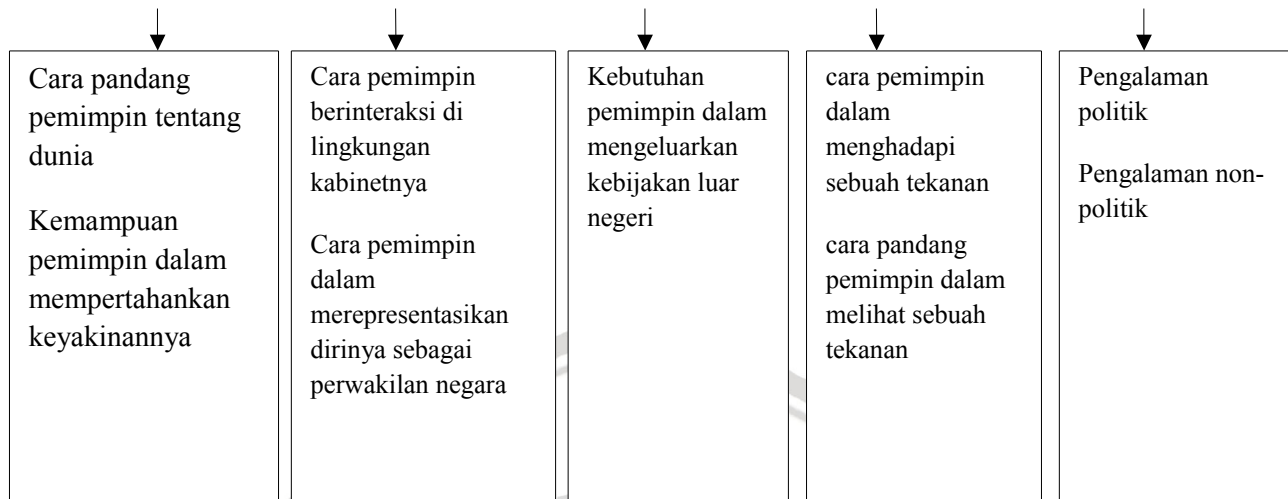 Cara pandang
pemimpin tentang
dunia
Kemampuan
pemimpin dalam
mempertahankan
keyakinannya
Cara pemimpin
berinteraksi di
lingkungan
kabinetnya
Cara pemimpin
dalam
merepresentasikan
dirinya sebagai
perwakilan negara
Kebutuhan
pemimpin dalam
mengeluarkan
kebijakan luar
negeri
cara pemimpin
dalam
menghadapi
sebuah tekanan
cara pandang
pemimpin dalam
melihat sebuah
tekanan
Pengalaman
politik
Pengalaman non-
politik